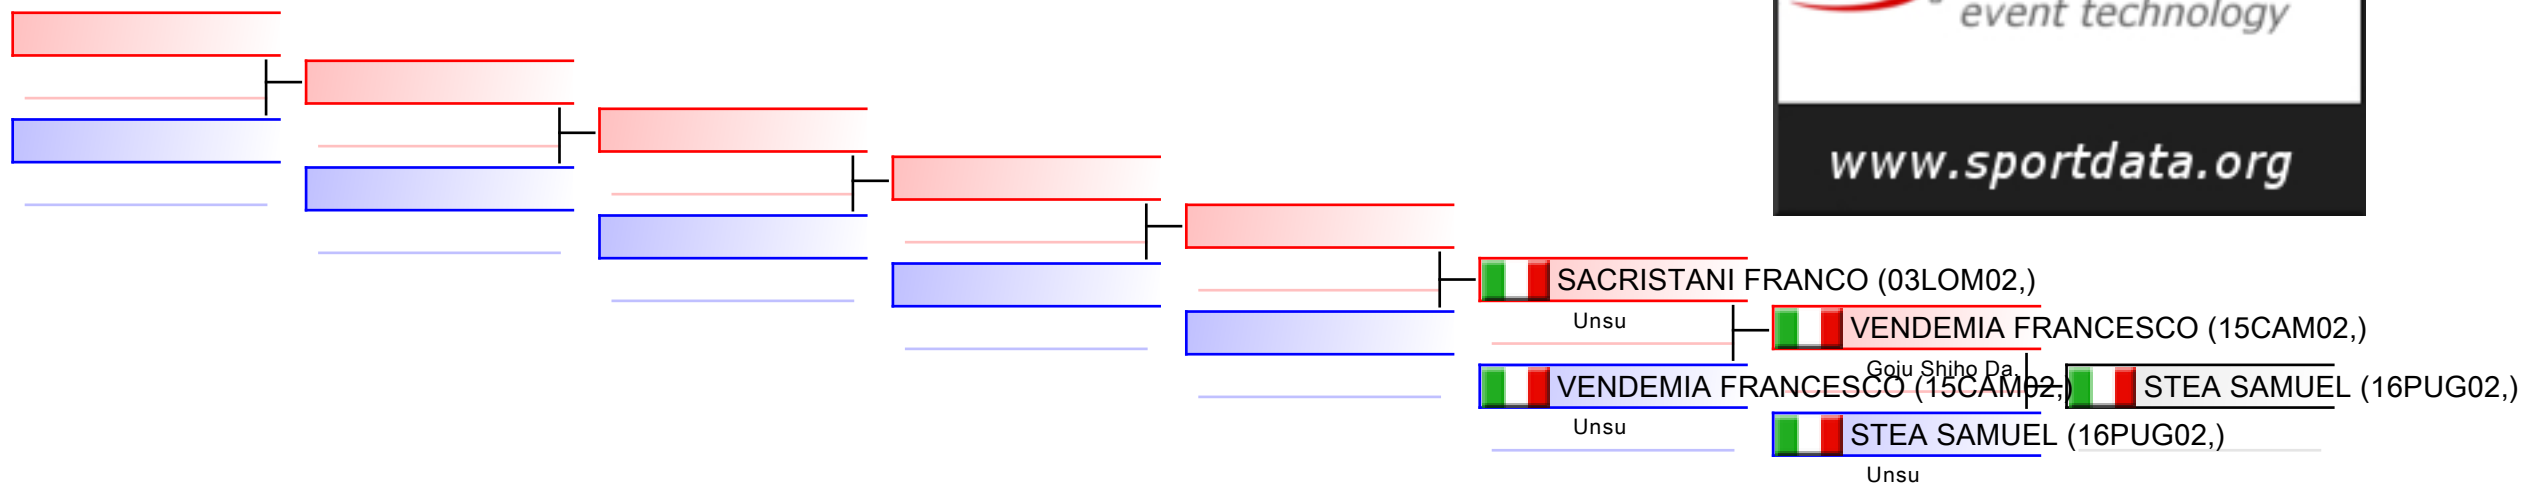 event technology
www.sportdata.org
SACRISTANI FRANCO (03LOM02,)
Unsu
VENDEMIA FRANCESCO (15CAM02,)
Goju Shiho Da.
VENDEMIA FRANCESCO (15CAM02,)
STEA SAMUEL (16PUG02,)
Unsu
STEA SAMUEL (16PUG02,)
Unsu